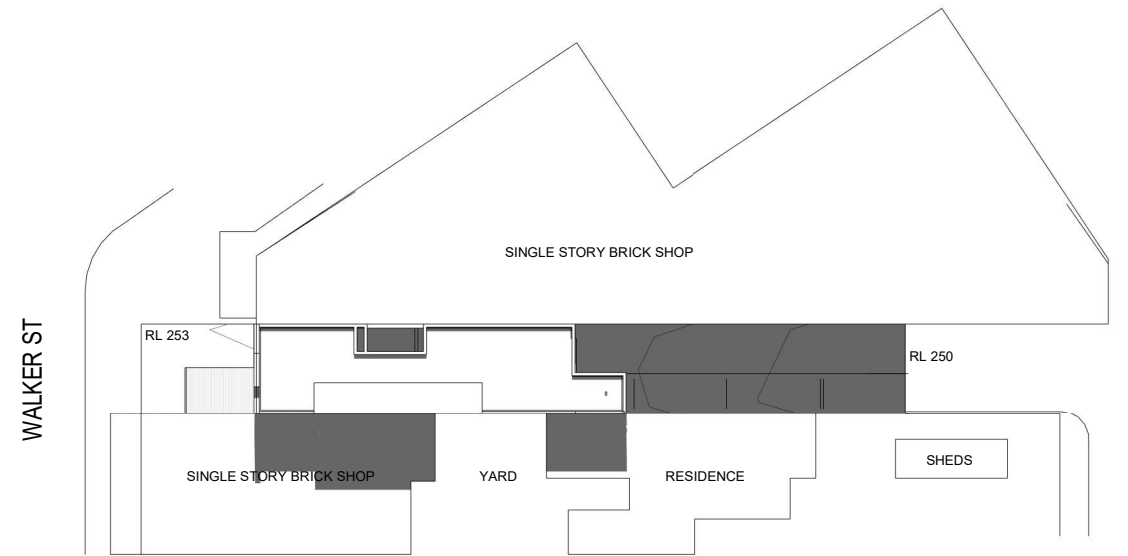 SINGLE STORY BRICK SHOP
WALKER ST
RL 253
RL 250
SINGLE STORY BRICK SHOP
YARD
RESIDENCE
SHEDS